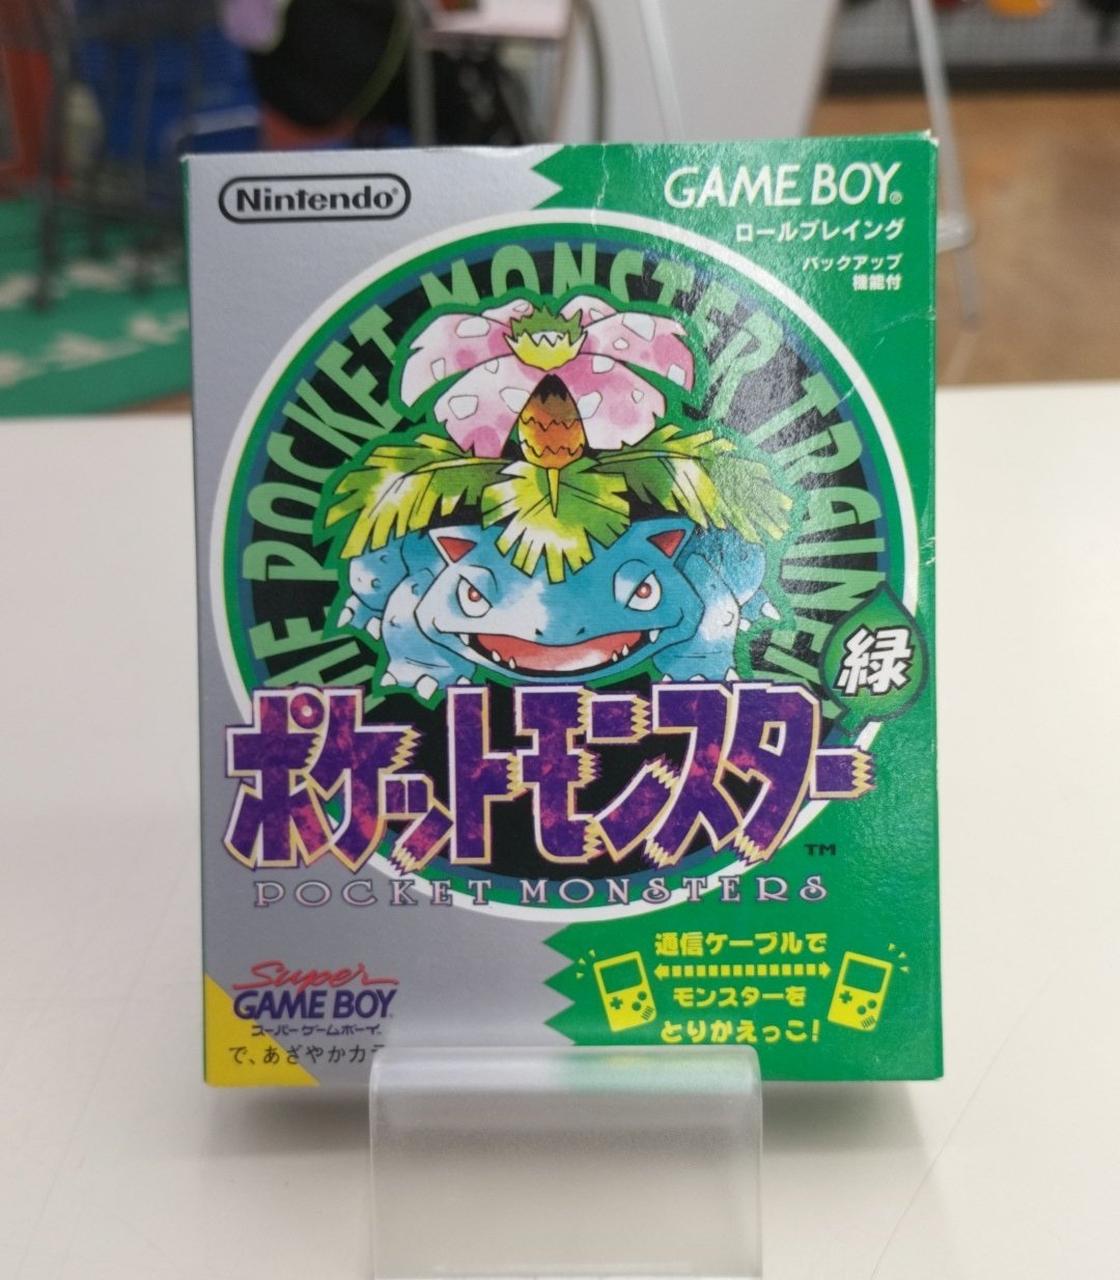 Nintendo®
GAME BOY®
ロールプレイング
バックアップ
機能付
THE POCKET MONSTER TRAINER
緑
ポケットモンスター
TM
POCKET MONSTERS
通信ケーブルで
モンスターを
とりかえっこ!
Super
GAME BOY
スーパーゲームボーイ
で、あざやかカラ